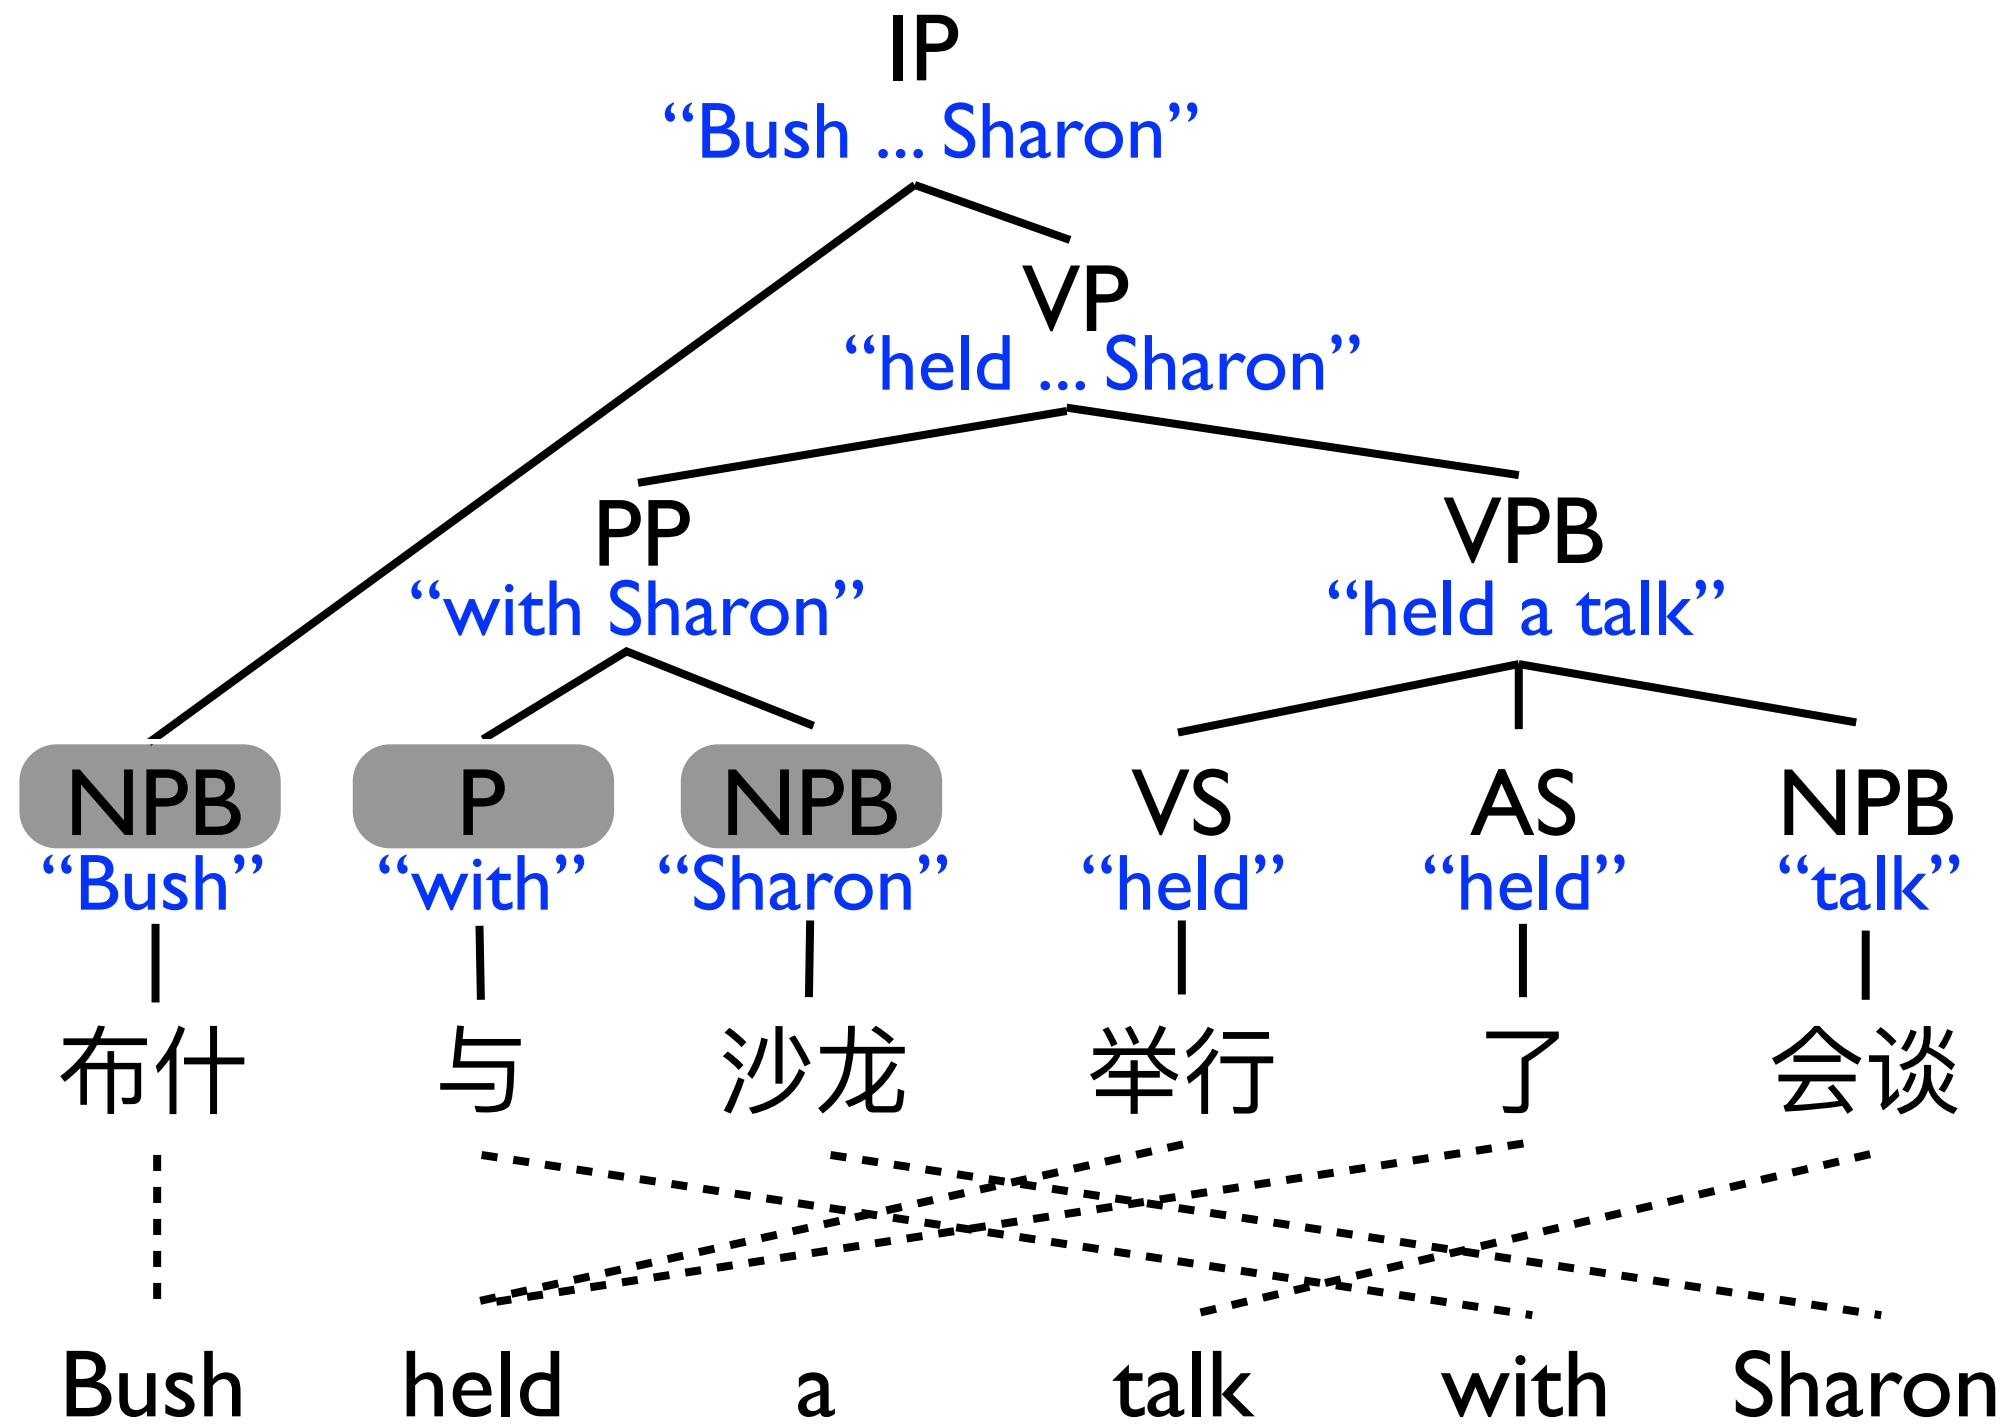 IP
“Bush ... Sharon”
VP
“held ... Sharon”
PP VPB
“with Sharon” “held a talk”
NPB P NPB VS AS NPB
“Bush” “with” “Sharon” “held” “held” “talk”
布什 与 沙龙 举行 了 会谈
Bush held a talk with Sharon